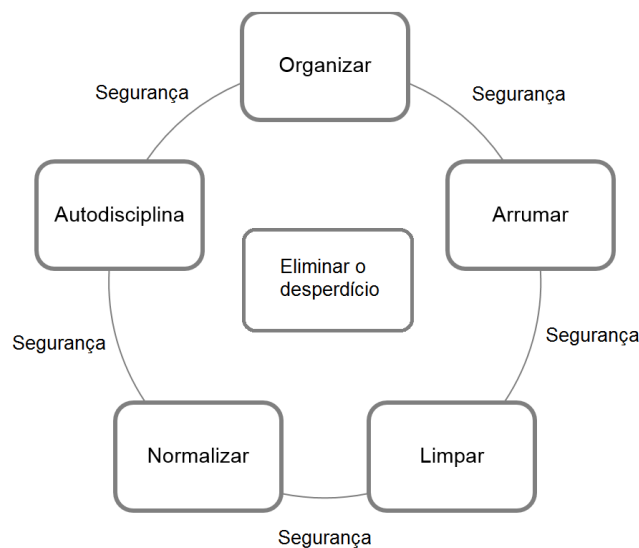 Organizar
Segurança
Segurança
Autodisciplina
Arrumar
Eliminar o
desperdício
Segurança
Segurança
Normalizar
Limpar
Segurança